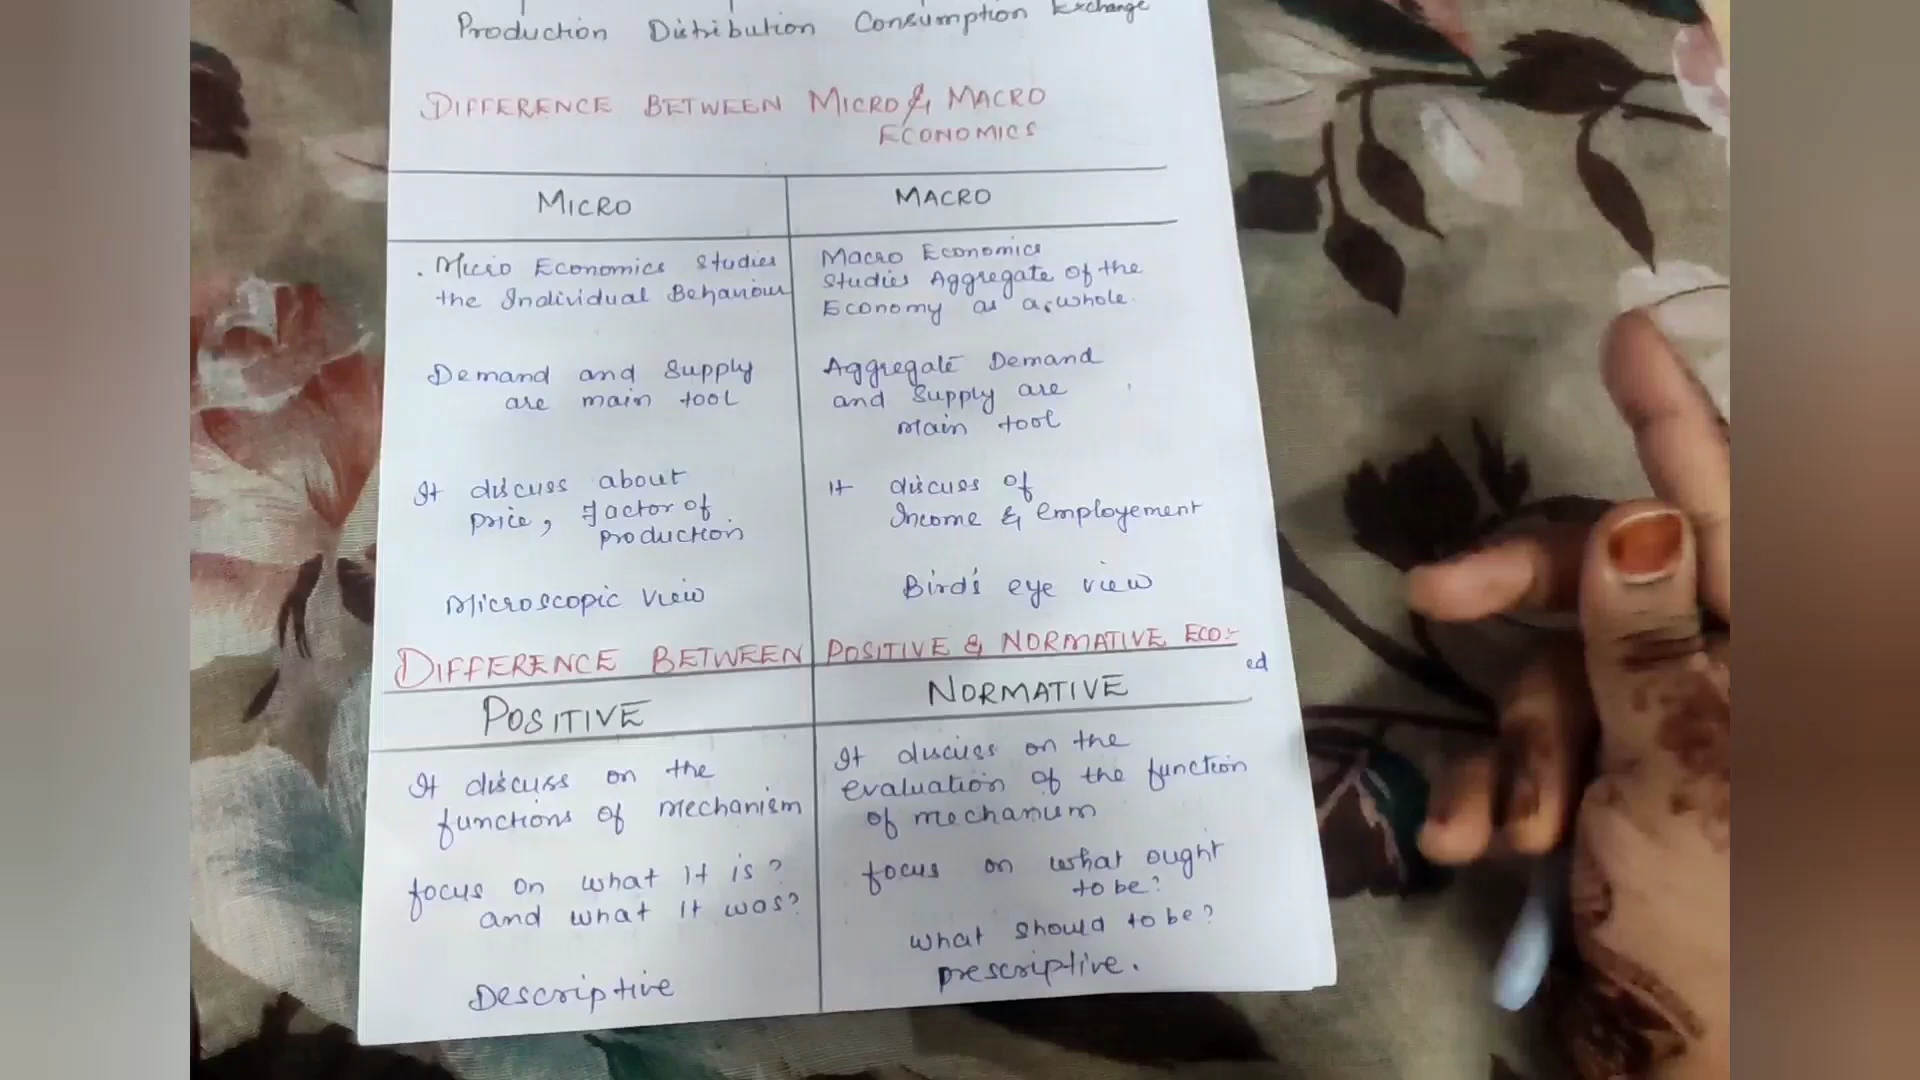 Production Distribution Consumption Exchange
DIFFERENCE BETWEEN MICRO & MACRO
ECONOMICS
MICRO
MACRO
. Micro Economics Studies
the Individual Behaviour
Macro Economics
Studies Aggregate of the
Economy as a whole.
Demand and Supply
are main tool
Aggregate Demand
and Supply are
main tool
It discuss about
price, factor of
production
It discuss of
Income & employement
Microscopic view
Bird's eye view
DIFFERENCE BETWEEN POSITIVE & NORMATIVE ECO:-
ed
POSITIVE
NORMATIVE
It discuss on the
functions of mechanism
It discuss on the
evaluation of the function
of mechanism
focus on what it is?
and what it was?
focus on what ought
to be?
what should to be?
Descriptive
prescriptive.